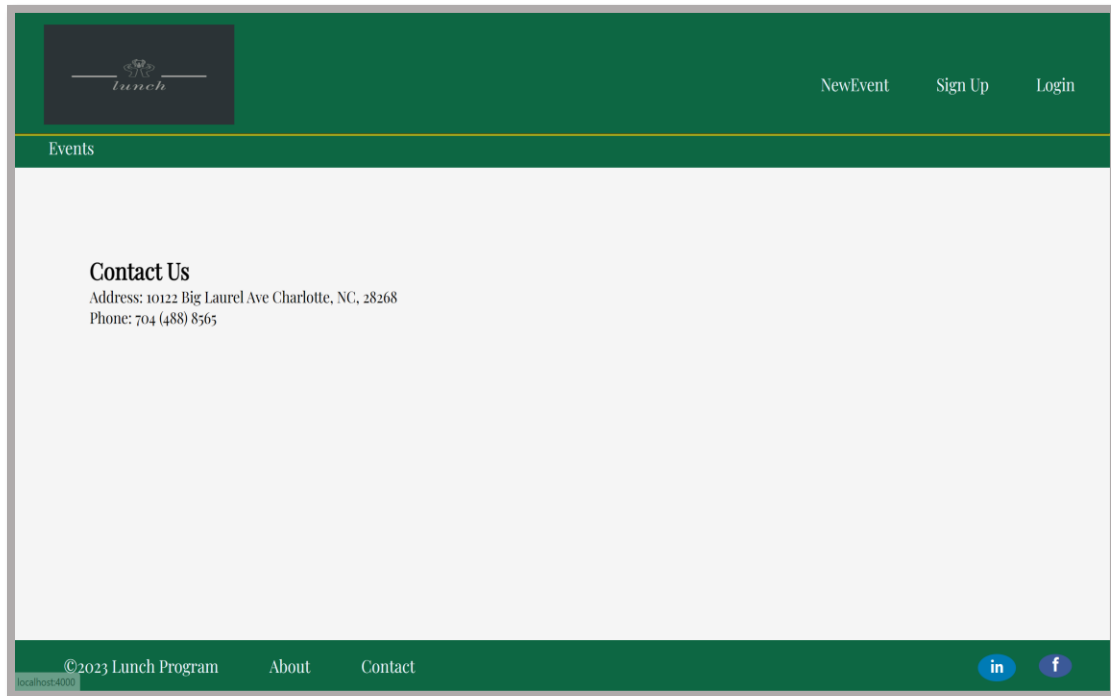 lunch
NewEvent Sign Up Login
Events
Contact Us
Address: 10122 Big Laurel Ave Charlotte, NC, 28268
Phone: 704 (488) 8565
©2023 Lunch Program About Contact in f
localhost:4000